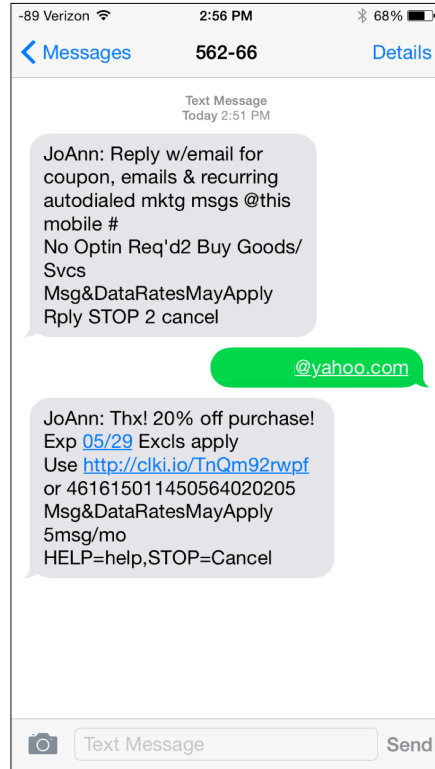 -89 Verizon 2:56 PM 68%
Messages 562-66 Details
Text Message
Today 2:51 PM
JoAnn: Reply w/email for
coupon, emails & recurring
autodialed mktg msgs @this
mobile #
No Optin Req'd2 Buy Goods/
Svcs
Msg&DataRatesMayApply
Rply STOP 2 cancel
@yahoo.com
JoAnn: Thx! 20% off purchase!
Exp 05/29 Excls apply
Use http://clki.io/TnQm92rwpf
or 461615011450564020205
Msg&DataRatesMayApply
5msg/mo
HELP=help,STOP=Cancel
Text Message Send